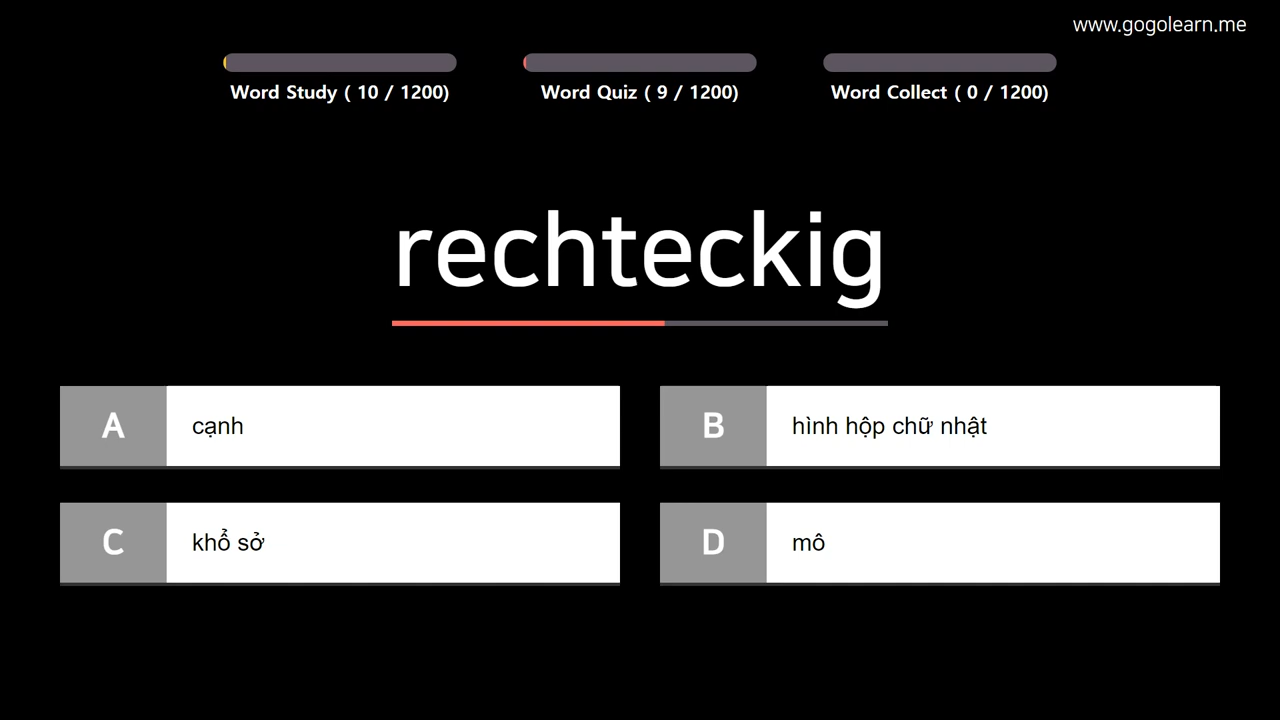 www.gogolearn.me
Word Study ( 10 / 1200)
Word Quiz ( 9 / 1200)
Word Collect ( 0 / 1200)
rechteckig
A cạnh
B hình hộp chữ nhật
C khổ sở
D mô